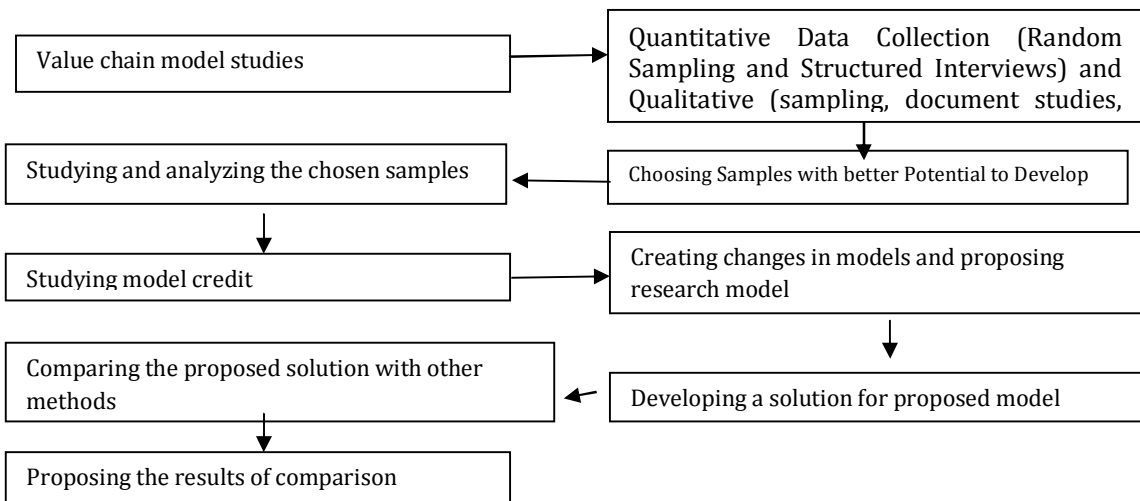 Value chain model studies
Quantitative Data Collection (Random
Sampling and Structured Interviews) and
Qualitative (sampling, document studies,
Choosing Samples with better Potential to Develop
Studying and analyzing the chosen samples
Studying model credit
Creating changes in models and proposing
research model
Developing a solution for proposed model
Comparing the proposed solution with other
methods
Proposing the results of comparison